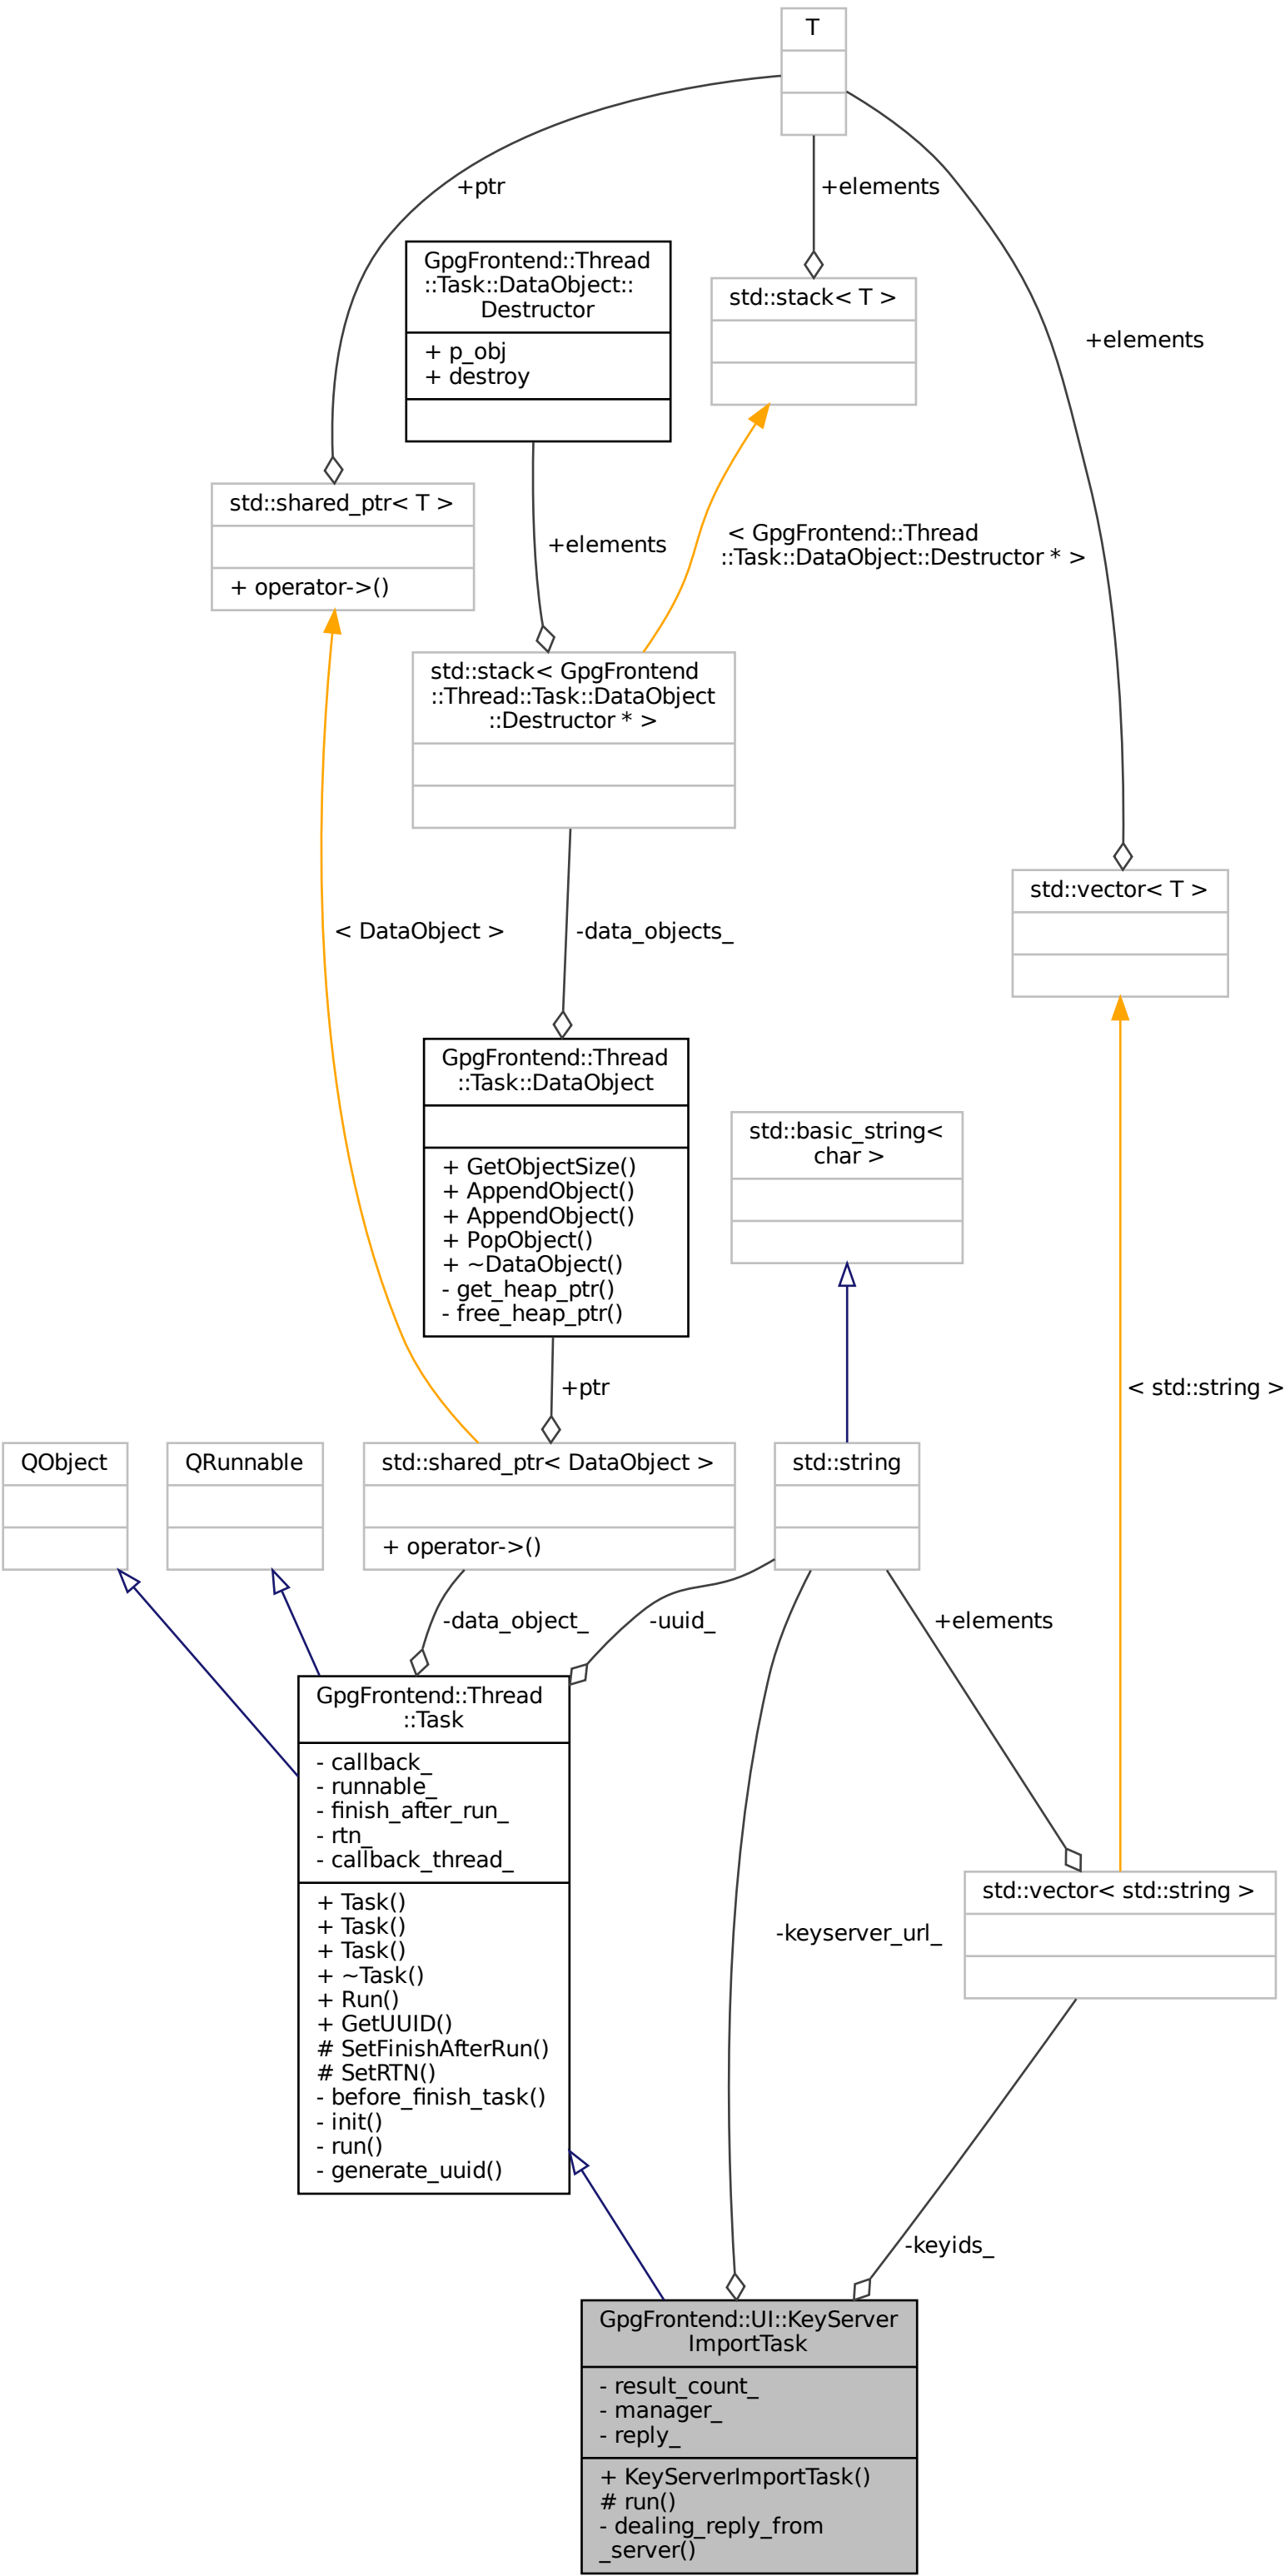 T
+ptr
+elements
GpgFrontend::Thread
::Task::DataObject::
Destructor
+ p_obj
+ destroy
std::stack< T >
+elements
std::shared_ptr< T >
+ operator->()
+elements
< GpgFrontend::Thread
::Task::DataObject::Destructor * >
std::stack< GpgFrontend
::Thread::Task::DataObject
::Destructor * >
std::vector< T >
< DataObject >
-data_objects_
GpgFrontend::Thread
::Task::DataObject
+ GetObjectSize()
+ AppendObject()
+ AppendObject()
+ PopObject()
+ ~DataObject()
- get_heap_ptr()
- free_heap_ptr()
std::basic_string<
char >
+ptr
< std::string >
QObject
QRunnable
std::shared_ptr< DataObject >
+ operator->()
std::string
-data_object_
-uuid_
+elements
GpgFrontend::Thread
::Task
- callback_
- runnable_
- finish_after_run_
- rtn_
- callback_thread_
+ Task()
+ Task()
+ Task()
+ ~Task()
+ Run()
+ GetUUID()
# SetFinishAfterRun()
# SetRTN()
- before_finish_task()
- init()
- run()
- generate_uuid()
-keyserver_url_
std::vector< std::string >
-keyids_
GpgFrontend::UI::KeyServer
ImportTask
- result_count_
- manager_
- reply_
+ KeyServerImportTask()
# run()
- dealing_reply_from
_server()